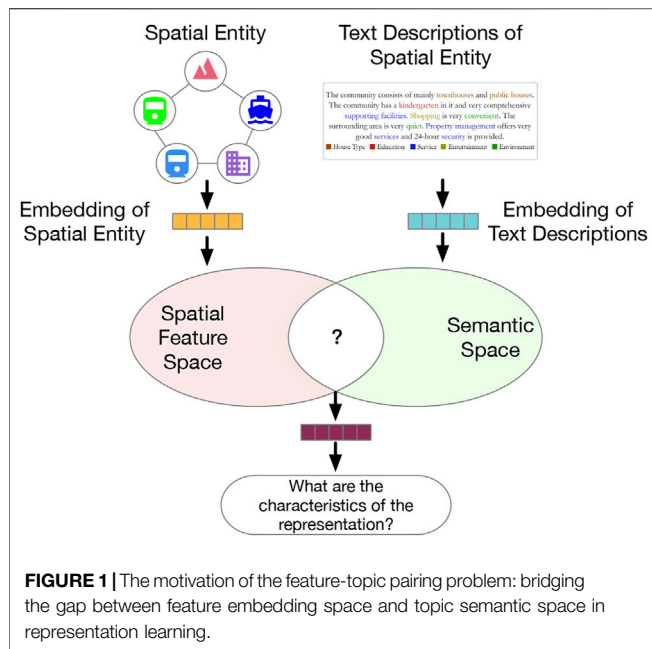 Spatial Entity
Text Descriptions of
Spatial Entity
The community consists of mainly townhouses and public houses.
The community has a kindergarten in it and very comprehensive
supporting facilities. Shopping is very convenient. The
surrounding area is very quiet. Property management offers very
good services and 24-hour security is provided.
House Type Education Service Entertainment Environment
Embedding of
Spatial Entity
Embedding of
Text Descriptions
Spatial
Feature
Space
?
Semantic
Space
What are the
characteristics of the
representation?
FIGURE 1 | The motivation of the feature-topic pairing problem: bridging
the gap between feature embedding space and topic semantic space in
representation learning.